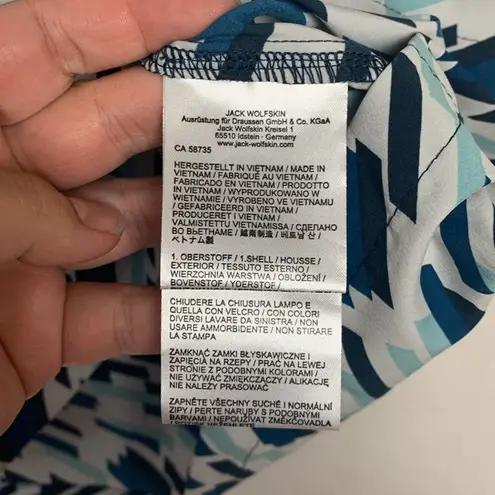 JACK WOLFSKIN
Ausrüstung für Draussen GmbH & Co. KGaA
Jack Wolfskin Kreisel 1
65510 Idstein · Germany
www.jack-wolfskin.com
CA 58735
HERGESTELLT IN VIETNAM / MADE IN
VIETNAM / FABRIQUÉ AU VIETNAM /
FABRICADO EN VIETNAM / PRODOTTO
IN VIETNAM / WYPRODUKOWANO W
WIETNAMIE / VYROBENO VE VIETNAMU
/ GEFABRICEERD IN VIETNAM /
PRODUCERET I VIETNAM /
VALMISTETTU VIETNAMISSA / СДЕЛАНО
ВО ВЬЕТНАМЕ / 越南制造 / 베트남 산 /
ベトナム製
1. OBERSTOFF / 1.SHELL / HOUSSE /
EXTERIOR / TESSUTO ESTERNO /
WIERZCHNIA WARSTWA / OBLOŽENÍ /
BOVENSTOF / YDERSTOF /
CHIUDERE LA CHIUSURA LAMPO E
QUELLA CON VELCRO / CON COLORI
DIVERSI LAVARE DA SINISTRA / NON
USARE AMMORBIDENTE / NON STIRARE
LA STAMPA
ZAMKNĄĆ ZAMKI BŁYSKAWICZNE I
ZAPIĘCIA NA RZEPY / PRAĆ NA LEWEJ
STRONIE Z PODOBNYMI KOLORAMI /
NIE UŻYWAĆ ZMIĘKCZACZY / APLIKACJĘ
NIE NALEŻY PRASOWAĆ
ZAPNĚTE VŠECHNY SUCHÉ I NORMÁLNÍ
ZIPY / PERTE NARUBY S PODOBNÝMI
BARVAMI / NEPOUŽÍVAT ZMĚKČOVADLA